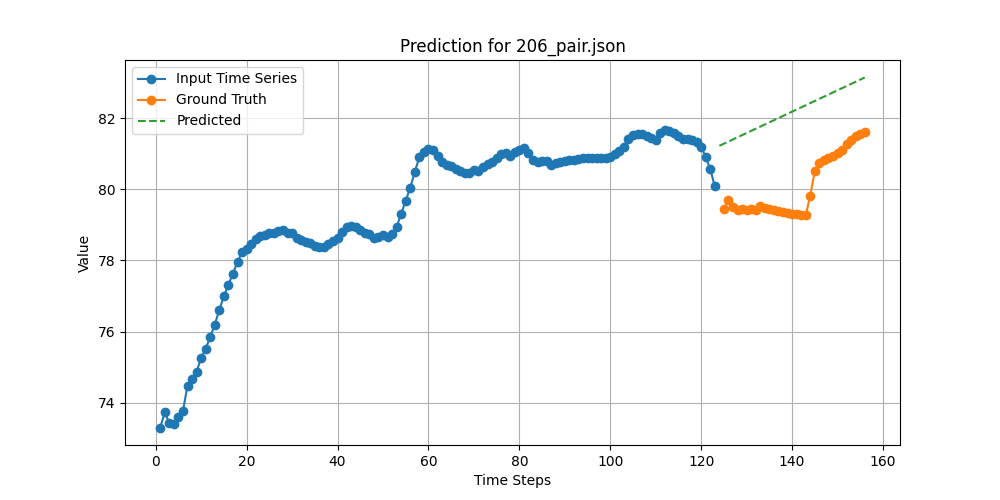 Prediction for 206_pair.json
Input Time Series
Ground Truth
Predicted
Value
82
80
78
76
74
0 20 40 60 80 100 120 140 160
Time Steps